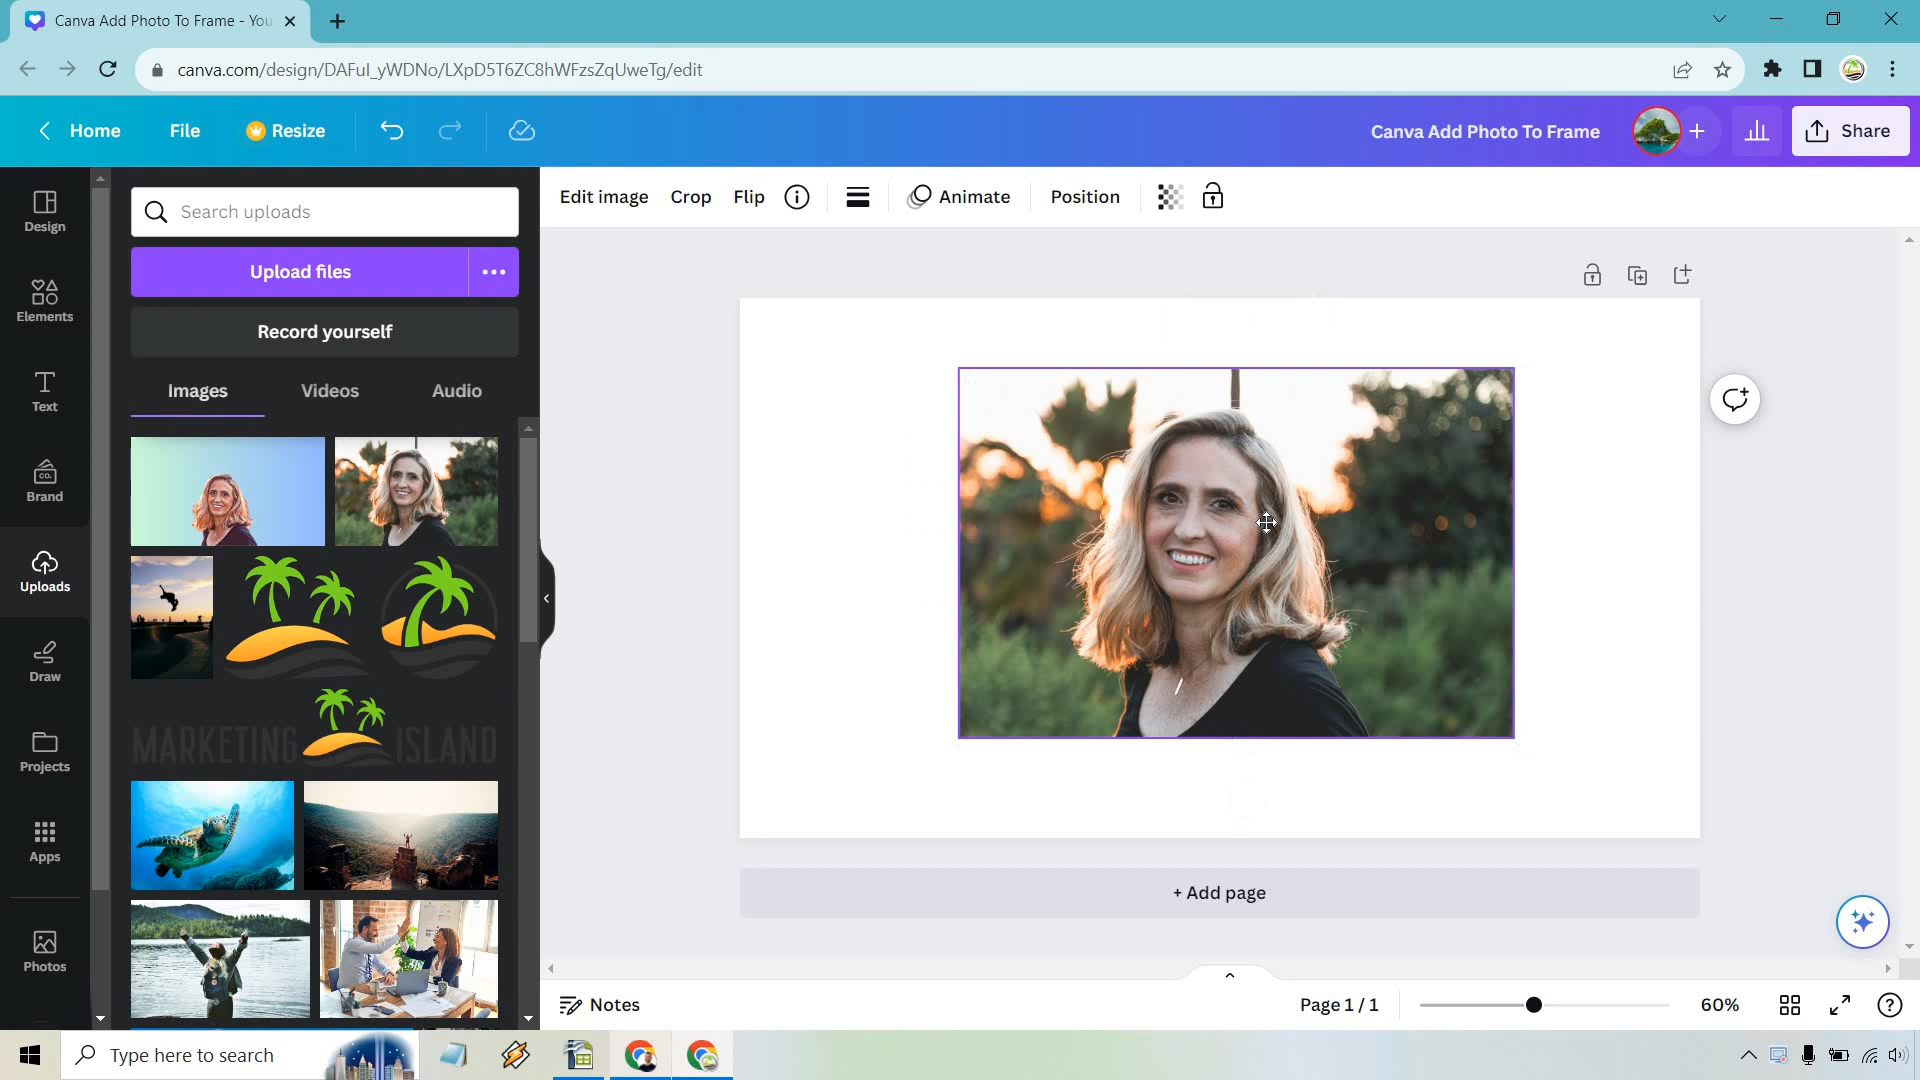 Canva Add Photo To Frame - You
canva.com/design/DAFul_yWDNo/LXpD5T6ZC8hWFzsZqUweTg/edit
Home File Resize Canva Add Photo To Frame Share
Edit image Crop Flip Animate Position
Search uploads
Upload files
Record yourself
Images Videos Audio
Design
Elements
Text
CO.
Brand
Uploads
Draw
Projects
Apps
Photos
MARKETING ISLAND
+ Add page
Notes Page 1 / 1 60%
Type here to search